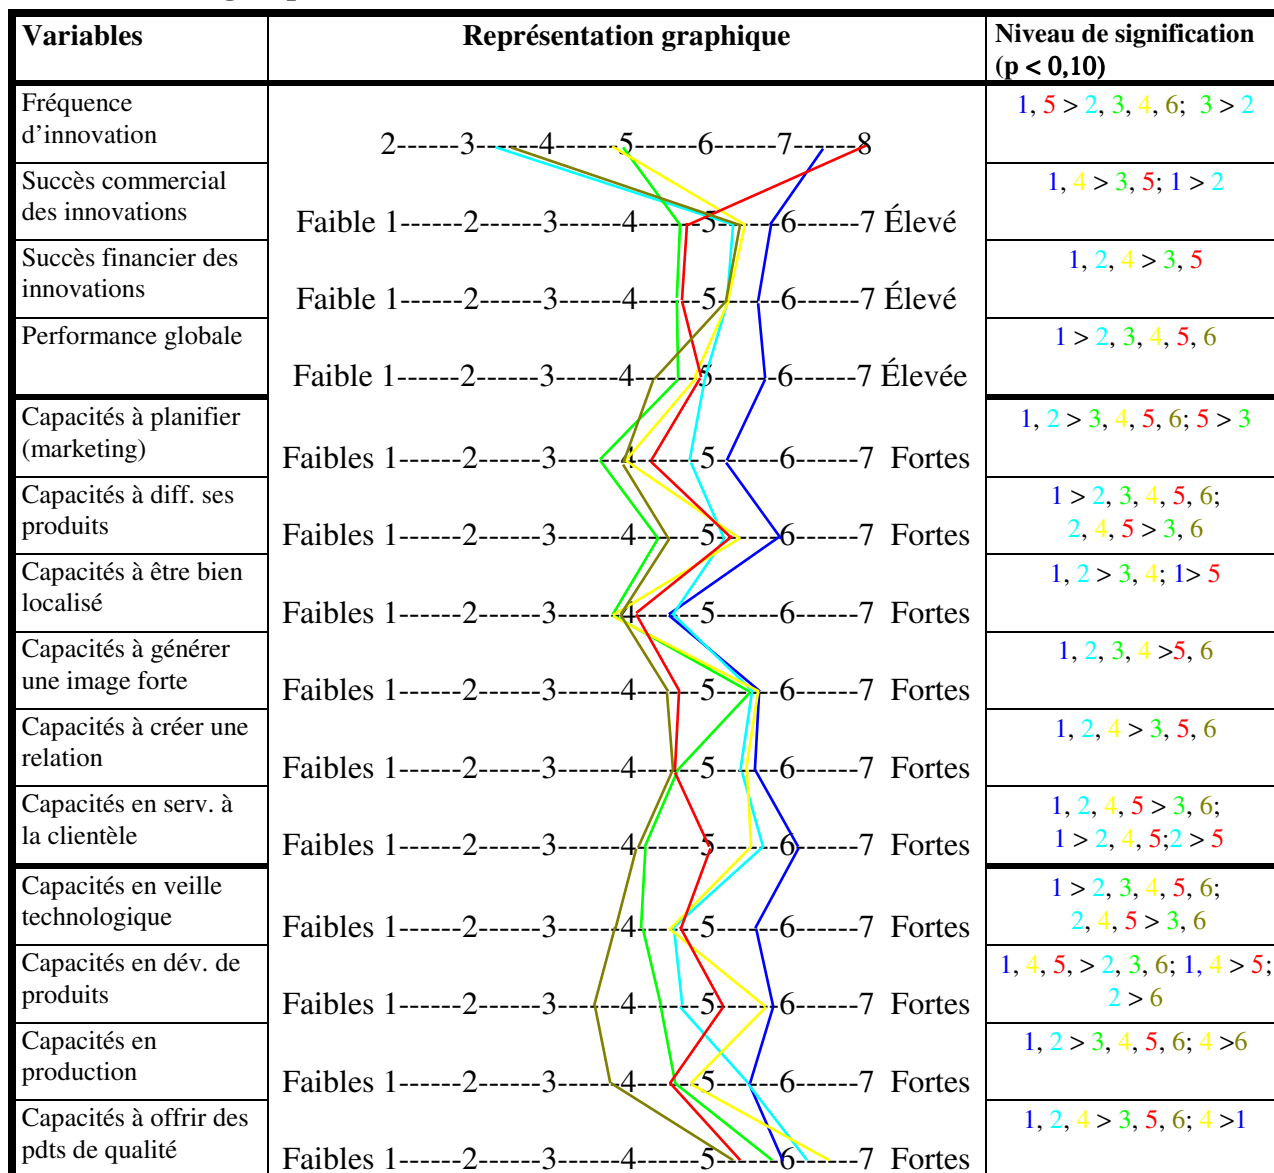 Variables
Représentation graphique
Niveau de signification
(p < 0,10)
Fréquence
d'innovation
2------3------4------5------6------7------8
1, 5 > 2, 3, 4, 6; 3 > 2
Succès commercial
des innovations
Faible 1------2------3------4------5------6------7 Élevé
1, 4 > 3, 5; 1 > 2
Succès financier des
innovations
Faible 1------2------3------4------5------6------7 Élevé
1, 2, 4 > 3, 5
Performance globale
Faible 1------2------3------4------5------6------7 Élevée
1 > 2, 3, 4, 5, 6
Capacités à planifier
(marketing)
Faibles 1------2------3------4------5------6------7 Fortes
1, 2 > 3, 4, 5, 6; 5 > 3
Capacités à diff. ses
produits
Faibles 1------2------3------4------5------6------7 Fortes
1 > 2, 3, 4, 5, 6;
2, 4, 5 > 3, 6
Capacités à être bien
localisé
Faibles 1------2------3------4------5------6------7 Fortes
1, 2 > 3, 4; 1> 5
Capacités à générer
une image forte
Faibles 1------2------3------4------5------6------7 Fortes
1, 2, 3, 4 >5, 6
Capacités à créer une
relation
Faibles 1------2------3------4------5------6------7 Fortes
1, 2, 4 > 3, 5, 6
Capacités en serv. à
la clientèle
Faibles 1------2------3------4------5------6------7 Fortes
1, 2, 4, 5 > 3, 6;
1 > 2, 4, 5;2 > 5
Capacités en veille
technologique
Faibles 1------2------3------4------5------6------7 Fortes
1 > 2, 3, 4, 5, 6;
2, 4, 5 > 3, 6
Capacités en dév. de
produits
Faibles 1------2------3------4------5------6------7 Fortes
1, 4, 5, > 2, 3, 6; 1, 4 > 5;
2 > 6
Capacités en
production
Faibles 1------2------3------4------5------6------7 Fortes
1, 2 > 3, 4, 5, 6; 4 >6
Capacités à offrir des
pdts de qualité
Faibles 1------2------3------4------5------6------7 Fortes
1, 2, 4 > 3, 5, 6; 4 >1